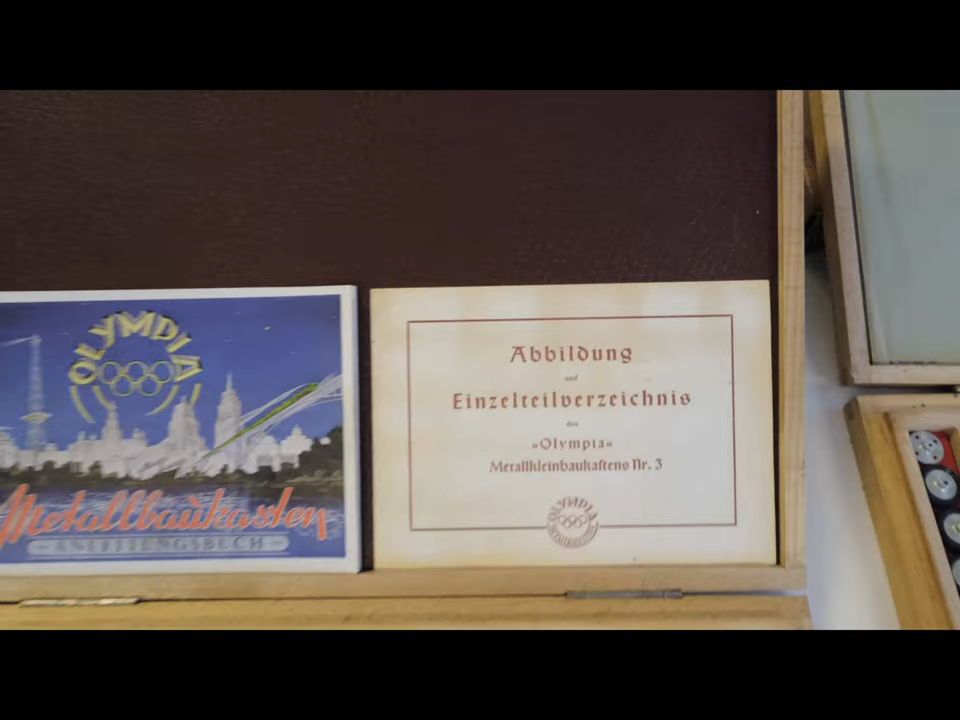 OLYMPIA
Metallbaukasten
ANLEITUNGSBUCH
Abbildung
und
Einzelteilverzeichnis
des
»Olympia«
Metallkleinbaukastens Nr. 3
OLYMPIA